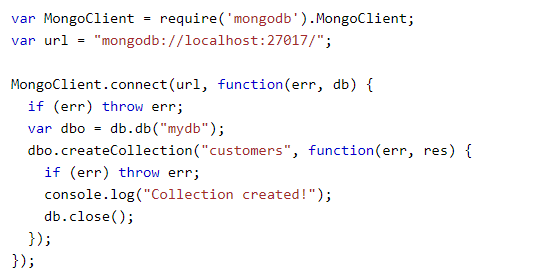 var MongoClient = require('mongodb').MongoClient;
var url = "mongodb://localhost:27017/";

MongoClient.connect(url, function(err, db) {
  if (err) throw err;
  var dbo = db.db("mydb");
  dbo.createCollection("customers", function(err, res) {
    if (err) throw err;
    console.log("Collection created!");
    db.close();
  });
});